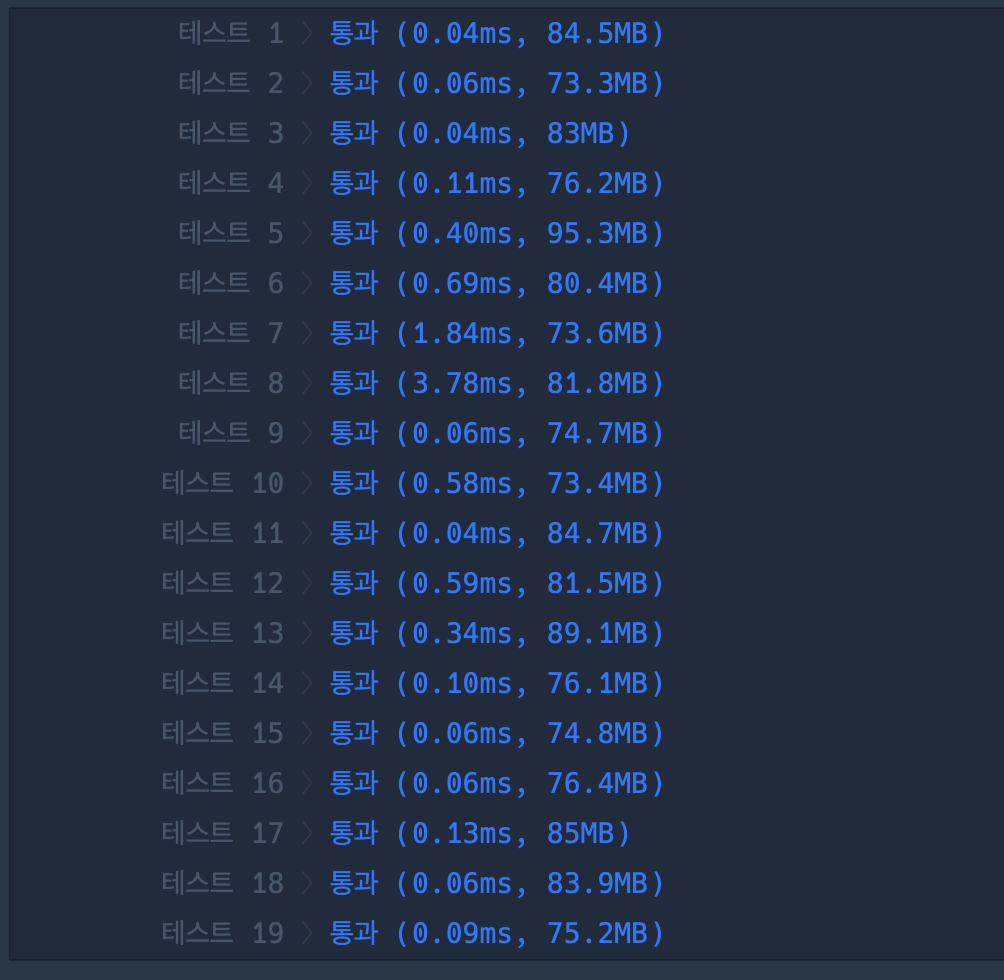 테스트 1 〉 통과 (0.04ms, 84.5MB)
테스트 2 〉 통과 (0.06ms, 73.3MB)
테스트 3 〉 통과 (0.04ms, 83MB)
테스트 4 〉 통과 (0.11ms, 76.2MB)
테스트 5 〉 통과 (0.40ms, 95.3MB)
테스트 6 〉 통과 (0.69ms, 80.4MB)
테스트 7 〉 통과 (1.84ms, 73.6MB)
테스트 8 〉 통과 (3.78ms, 81.8MB)
테스트 9 〉 통과 (0.06ms, 74.7MB)
테스트 10 〉 통과 (0.58ms, 73.4MB)
테스트 11 〉 통과 (0.04ms, 84.7MB)
테스트 12 〉 통과 (0.59ms, 81.5MB)
테스트 13 〉 통과 (0.34ms, 89.1MB)
테스트 14 〉 통과 (0.10ms, 76.1MB)
테스트 15 〉 통과 (0.06ms, 74.8MB)
테스트 16 〉 통과 (0.06ms, 76.4MB)
테스트 17 〉 통과 (0.13ms, 85MB)
테스트 18 〉 통과 (0.06ms, 83.9MB)
테스트 19 〉 통과 (0.09ms, 75.2MB)